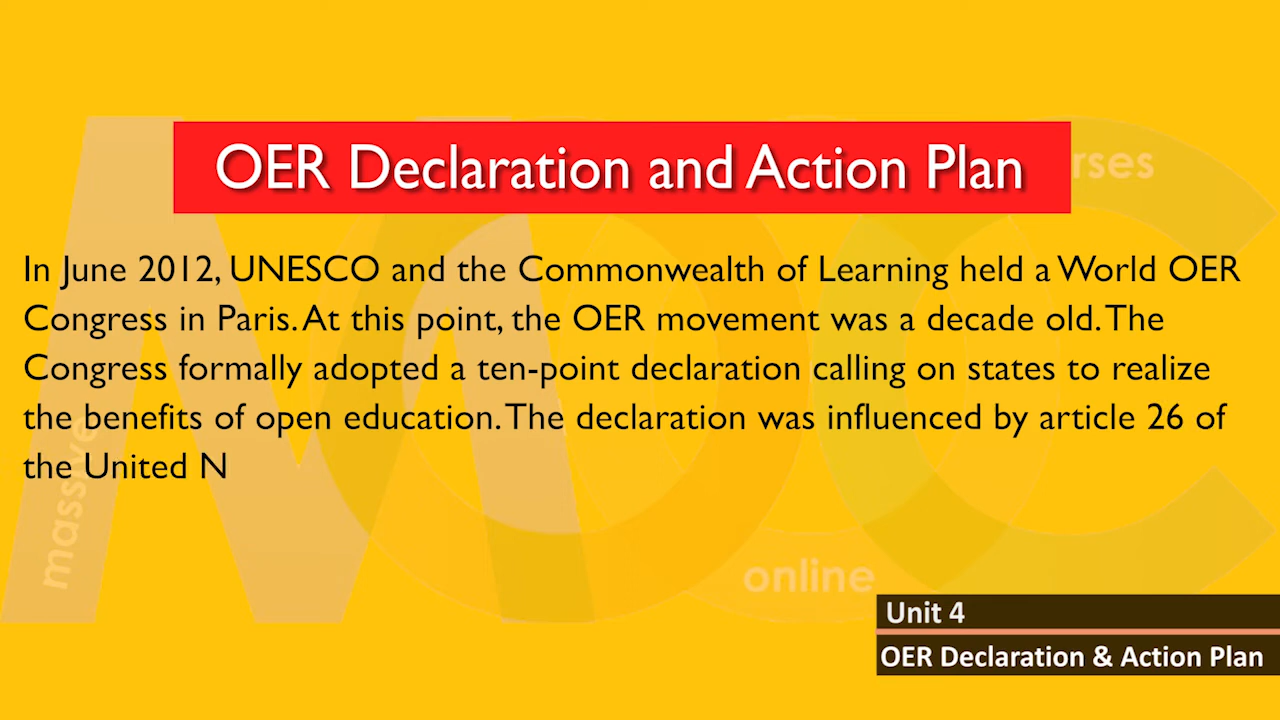 OER Declaration and Action Plan
rses
In June 2012, UNESCO and the Commonwealth of Learning held a World OER
Congress in Paris. At this point, the OER movement was a decade old. The
Congress formally adopted a ten-point declaration calling on states to realize
the benefits of open education. The declaration was influenced by article 26 of
the United N
massive
online
Unit 4
OER Declaration & Action Plan